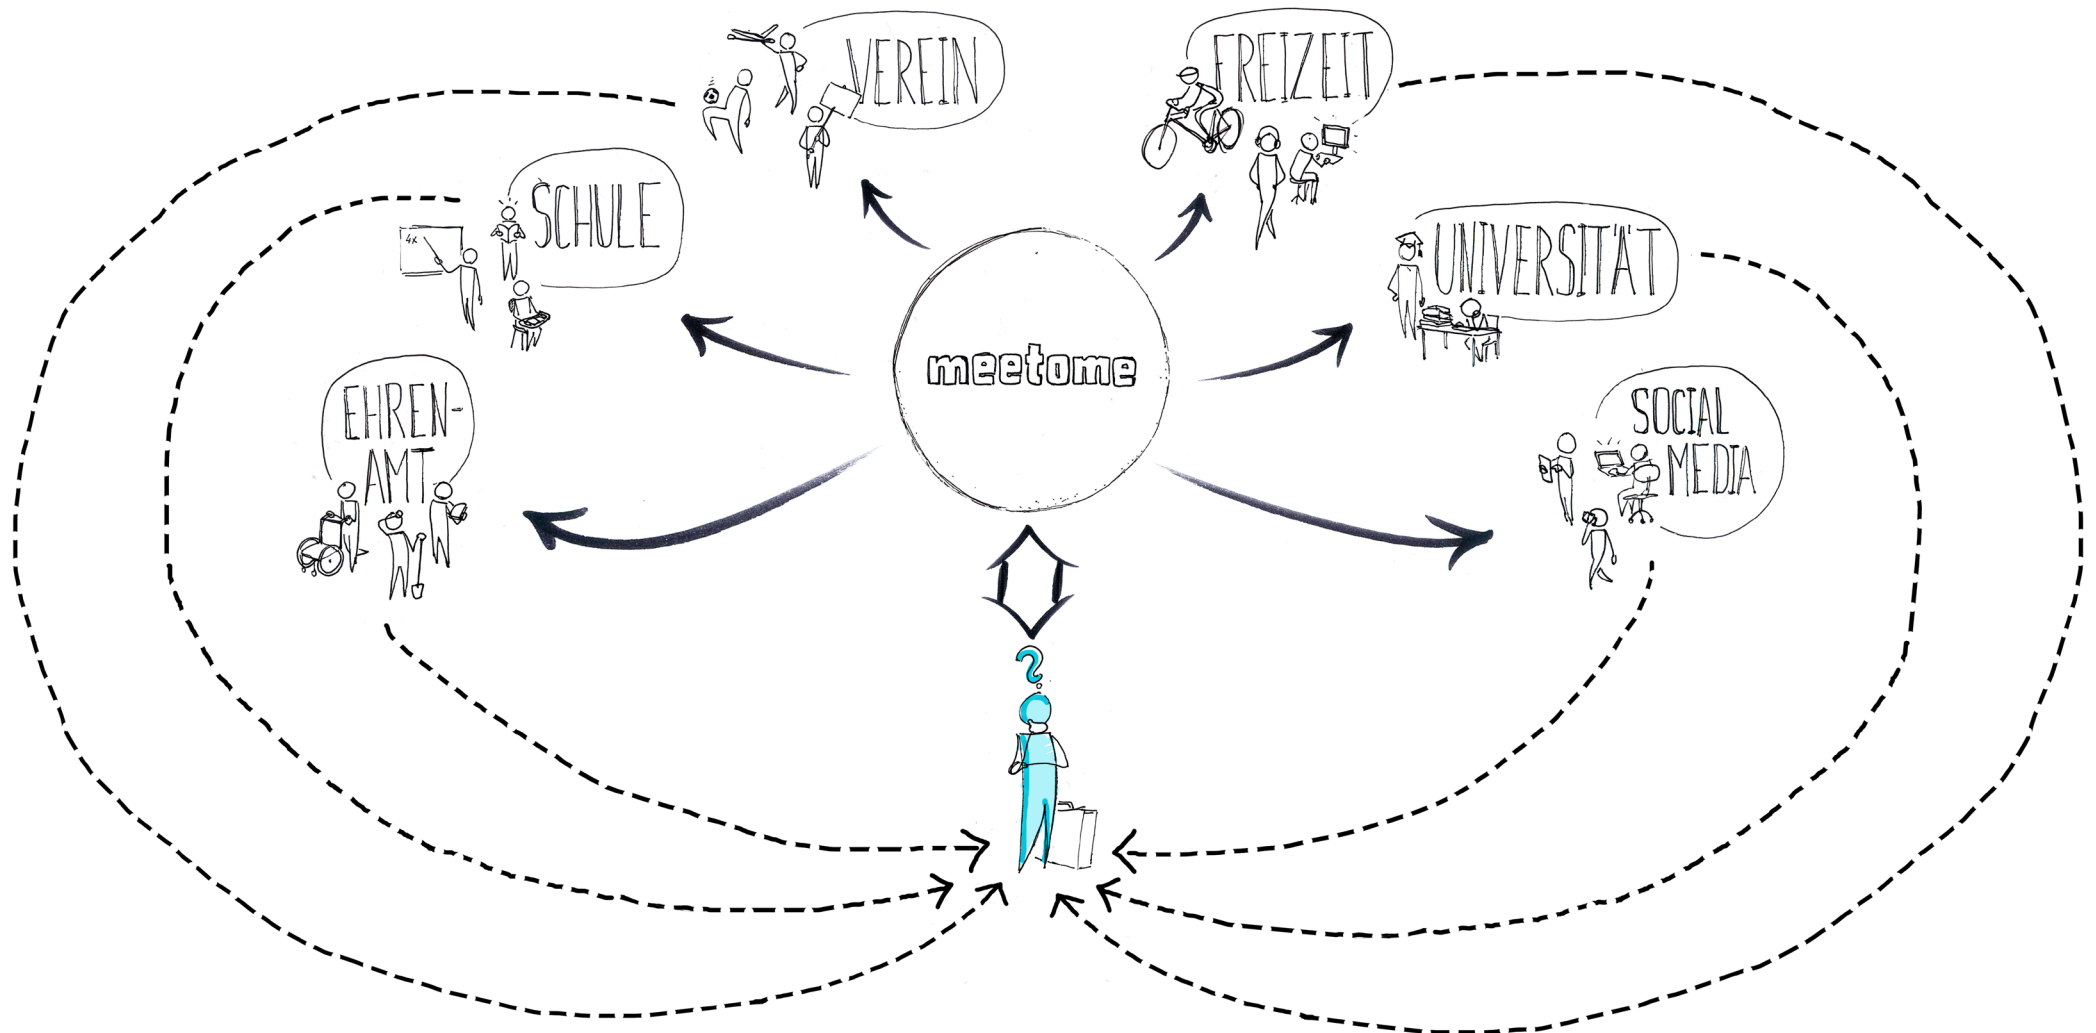 VEREIN
FREIZEIT
SCHULE
4x
UNIVERSITÄT
meetome
EHREN-
AMT
SOCIAL
MEDIA
?